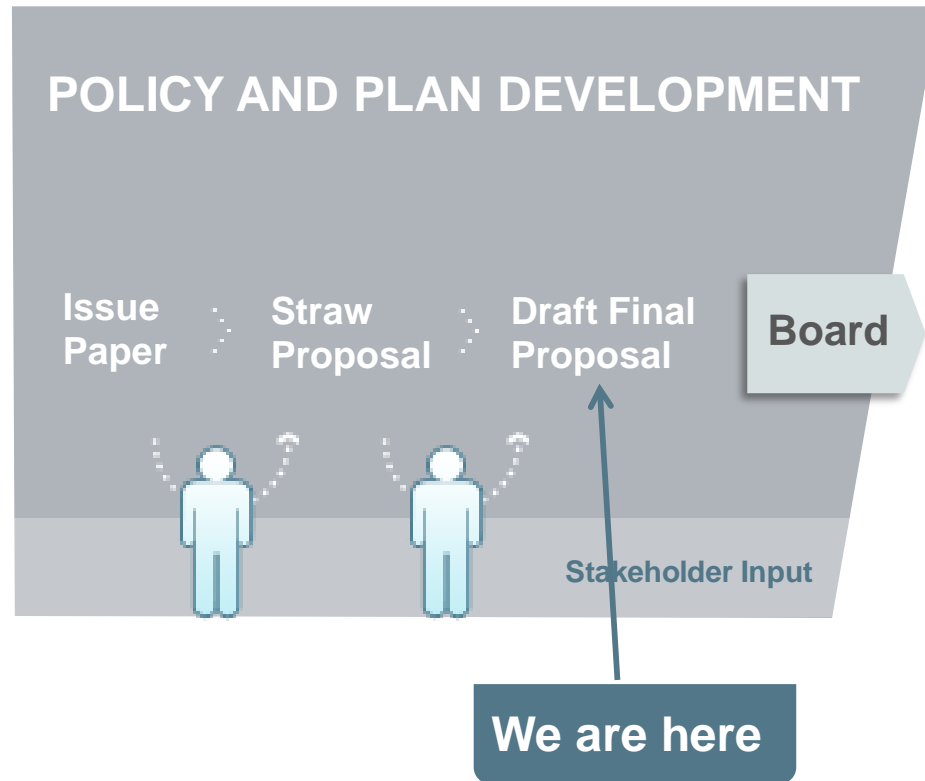 POLICY AND PLAN DEVELOPMENT
Issue
Paper
Straw
Proposal
Draft Final
Proposal
Board
Stakeholder Input
We are here